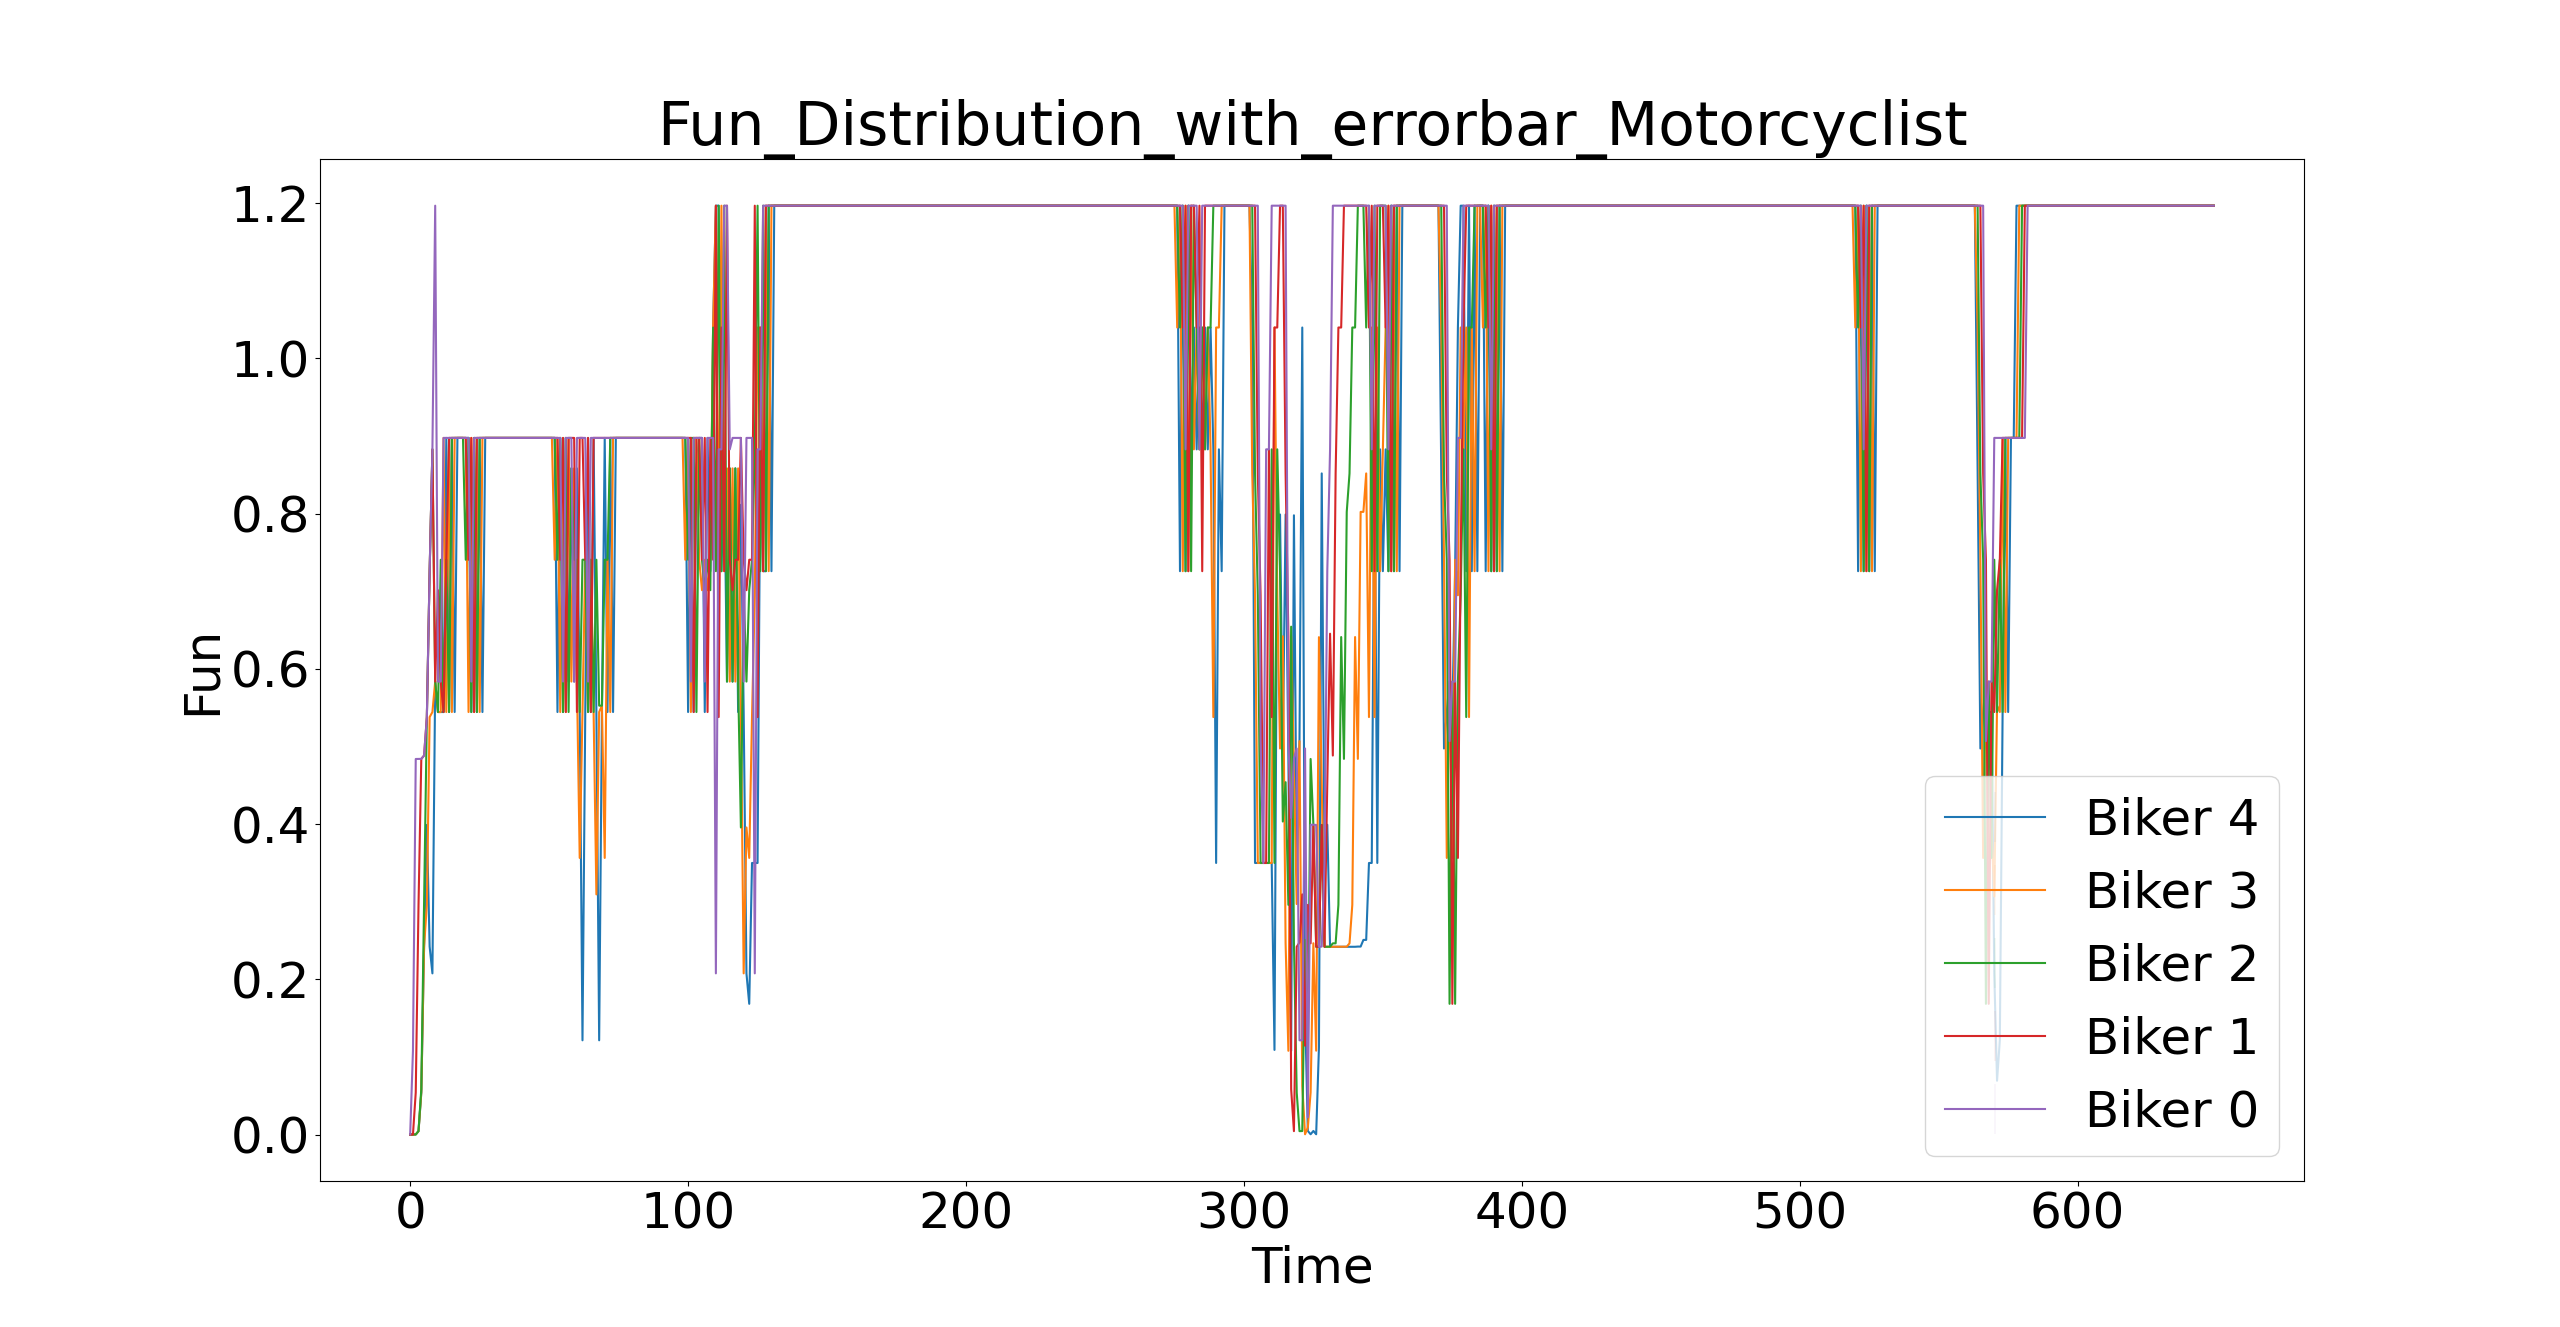 Fun_Distribution_with_errorbar_Motorcyclist
1.2
1.0
0.8
0.6
0.4
0.2
0.0
Fun
0 100 200 300 400 500 600
Time
Biker 4
Biker 3
Biker 2
Biker 1
Biker 0